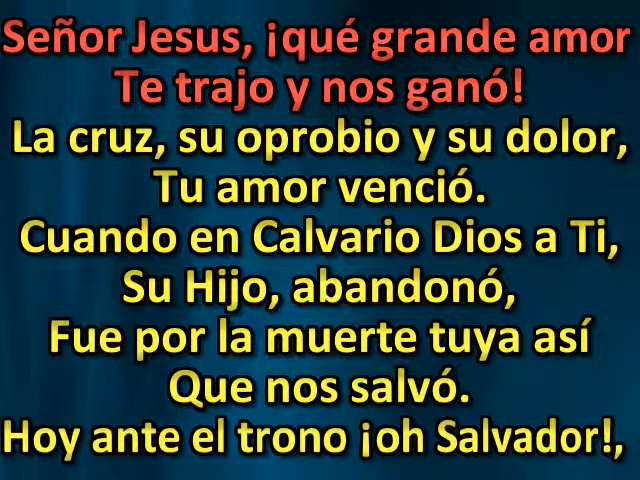 Señor Jesus, ¡qué grande amor
Te trajo y nos ganó!
La cruz, su oprobio y su dolor,
Tu amor venció.
Cuando en Calvario Dios a Ti,
Su Hijo, abandonó,
Fue por la muerte tuya así
Que nos salvó.
Hoy ante el trono ¡oh Salvador!,